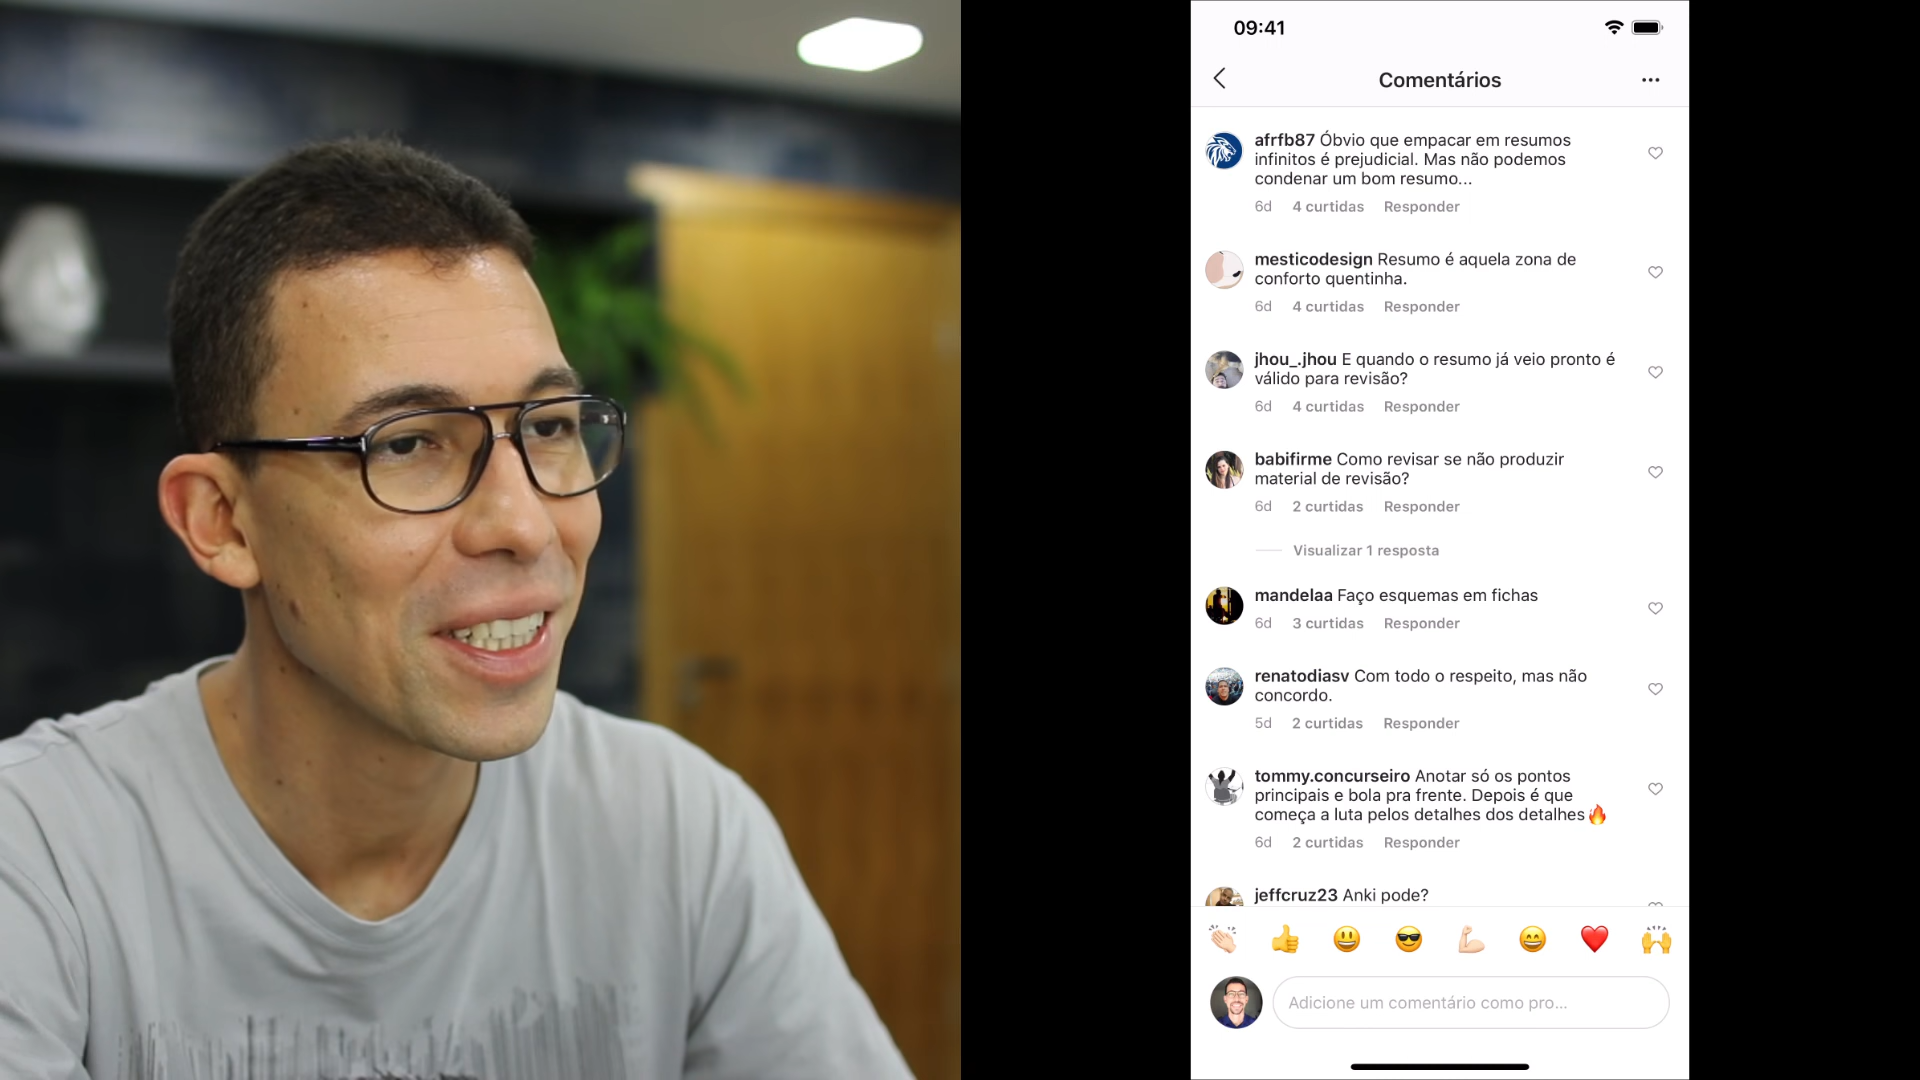 09:41
Comentários
afrfb87 Óbvio que empacar em resumos
infinitos é prejudicial. Mas não podemos
condenar um bom resumo...
6d 4 curtidas Responder
mesticodesign Resumo é aquela zona de
conforto quentinha.
6d 4 curtidas Responder
jhou_.jhou E quando o resumo já veio pronto é
válido para revisão?
6d 4 curtidas Responder
babifirme Como revisar se não produzir
material de revisão?
6d 2 curtidas Responder
Visualizar 1 resposta
mandelaa Faço esquemas em fichas
6d 3 curtidas Responder
renatodiasv Com todo o respeito, mas não
concordo.
5d 2 curtidas Responder
tommy.concurseiro Anotar só os pontos
principais e bola pra frente. Depois é que
começa a luta pelos detalhes dos detalhes🔥
6d 2 curtidas Responder
jeffcruz23 Anki pode?
👏🏻 👍 😃 😎 💪🏻 😄 ❤️ 🙌
Adicione um comentário como pro...